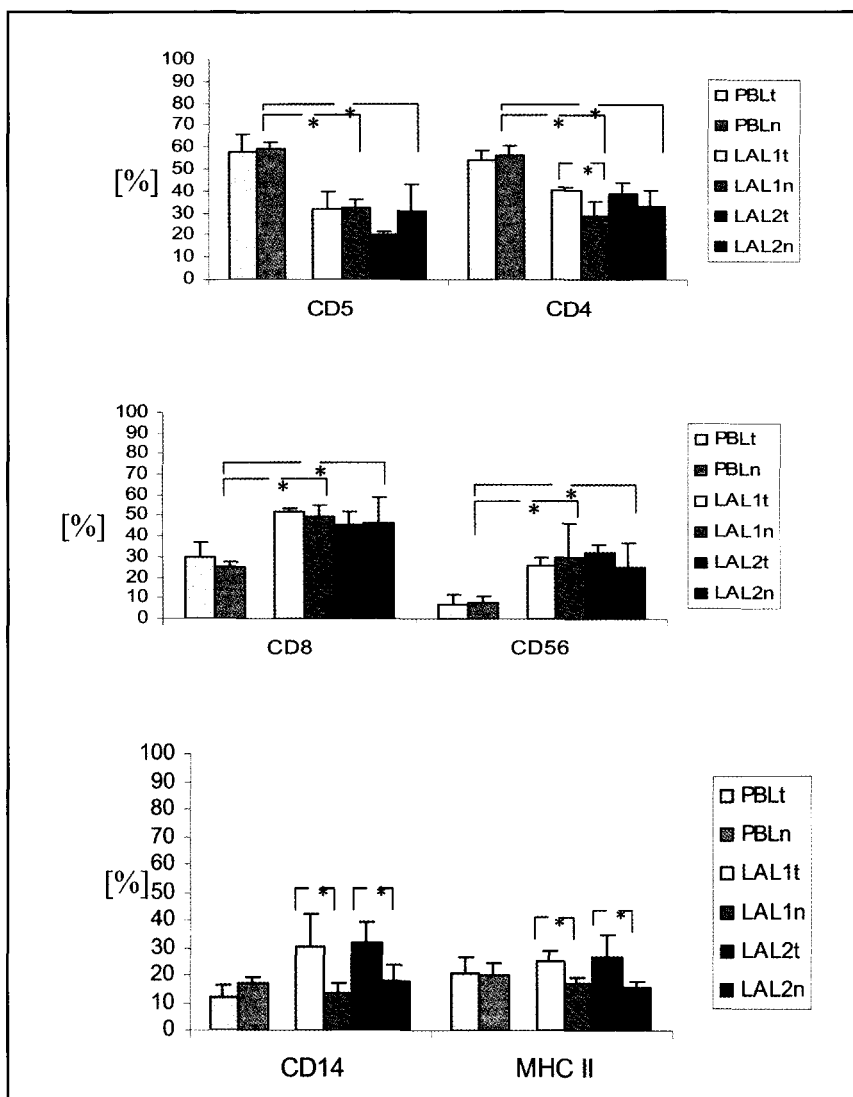 100
90
80
70
60
50
40
30
20
10
0
[%]
* *
* * *
CD5 CD4
PBLt
PBLn
LAL1t
LAL1n
LAL2t
LAL2n
100
90
80
70
60
50
40
30
20
10
0
[%]
* *
* *
CD8 CD56
PBLt
PBLn
LAL1t
LAL1n
LAL2t
LAL2n
100
90
80
70
60
50
40
30
20
10
0
[%]
* *
* *
CD14 MHC II
PBLt
PBLn
LAL1t
LAL1n
LAL2t
LAL2n